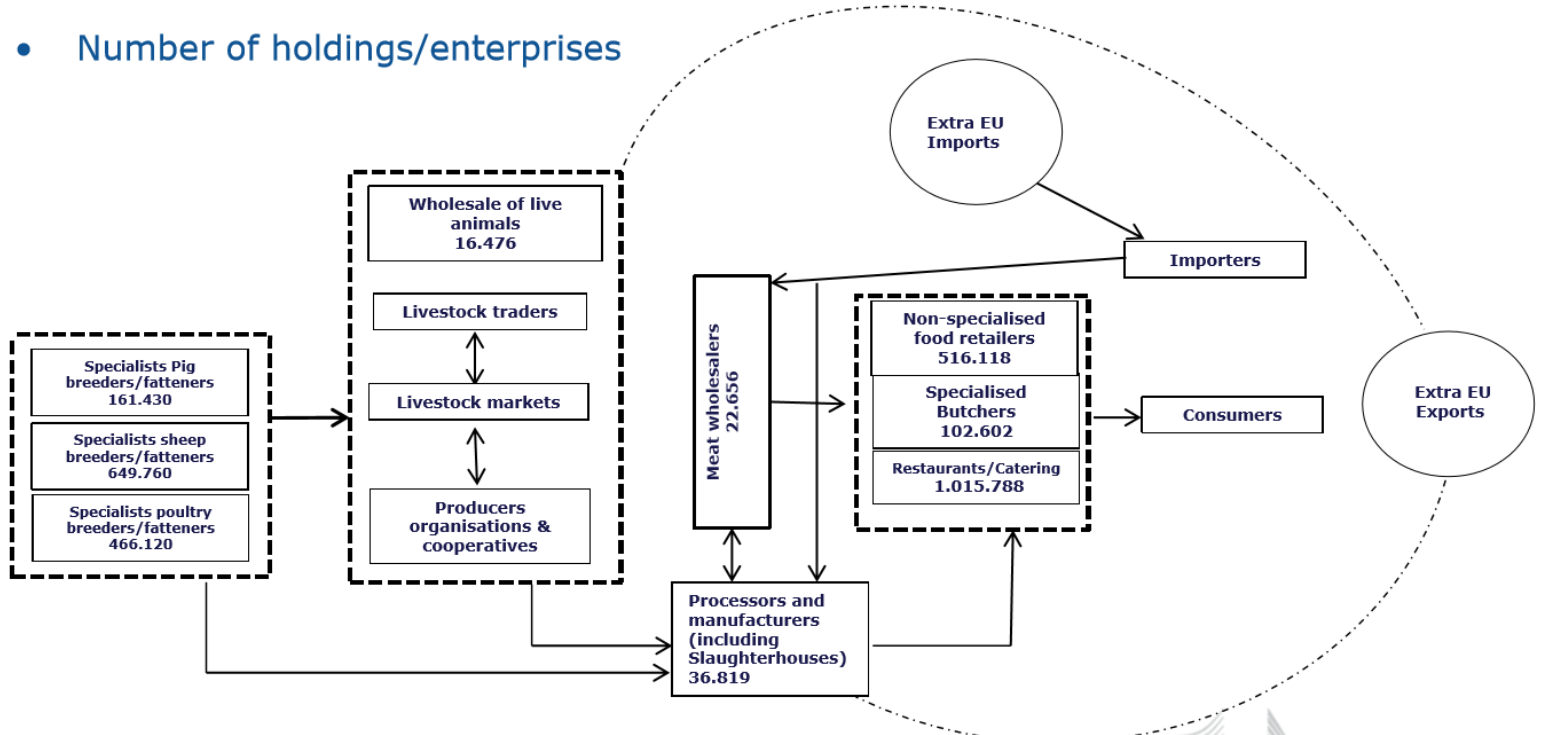 • Number of holdings/enterprises
Extra EU
Imports
Wholesale of live
animals
16.476
Importers
Livestock traders
Non-specialised
food retailers
516.118
Specialists Pig
breeders/fatteners
161.430
Livestock markets
Meat wholesalers
22.656
Specialised
Butchers
102.602
Consumers
Extra EU
Exports
Specialists sheep
breeders/fatteners
649.760
Restaurants/Catering
1.015.788
Specialists poultry
breeders/fatteners
466.120
Producers
organisations &
cooperatives
Processors and
manufacturers
(including
Slaughterhouses)
36.819